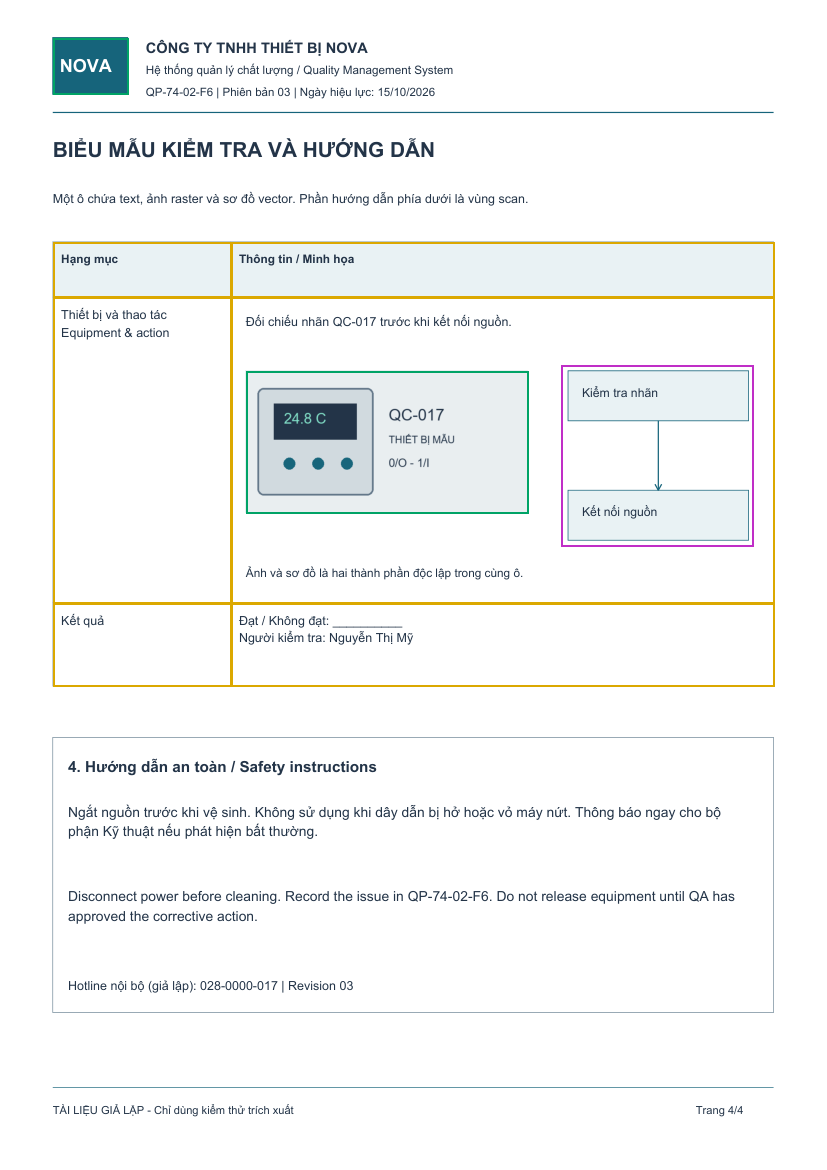 NOVA
CÔNG TY TNHH THIẾT BỊ NOVA
Hệ thống quản lý chất lượng / Quality Management System
QP-74-02-F6 | Phiên bản 03 | Ngày hiệu lực: 15/10/2026
BIỂU MẪU KIỂM TRA VÀ HƯỚNG DẪN
Một ô chứa text, ảnh raster và sơ đồ vector. Phần hướng dẫn phía dưới là vùng scan.
Hạng mục
Thông tin / Minh họa
Thiết bị và thao tác
Equipment & action
Đối chiếu nhãn QC-017 trước khi kết nối nguồn.
24.8 C
QC-017
THIẾT BỊ MẪU
0/O - 1/I
Kiểm tra nhãn
Kết nối nguồn
Ảnh và sơ đồ là hai thành phần độc lập trong cùng ô.
Kết quả
Đạt / Không đạt: __________
Người kiểm tra: Nguyễn Thị Mỹ
4. Hướng dẫn an toàn / Safety instructions
Ngắt nguồn trước khi vệ sinh. Không sử dụng khi dây dẫn bị hở hoặc vỏ máy nứt. Thông báo ngay cho bộ
phận Kỹ thuật nếu phát hiện bất thường.
Disconnect power before cleaning. Record the issue in QP-74-02-F6. Do not release equipment until QA has
approved the corrective action.
Hotline nội bộ (giả lập): 028-0000-017 | Revision 03
TÀI LIỆU GIẢ LẬP - Chỉ dùng kiểm thử trích xuất
Trang 4/4